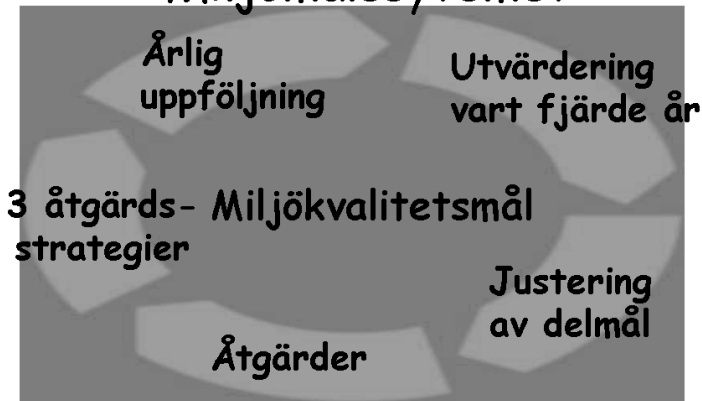 Årlig
uppföljning
Utvärdering
vart fjärde år
3 åtgärds-
strategier
Miljökvalitetsmål
Justering
av delmål
Åtgärder